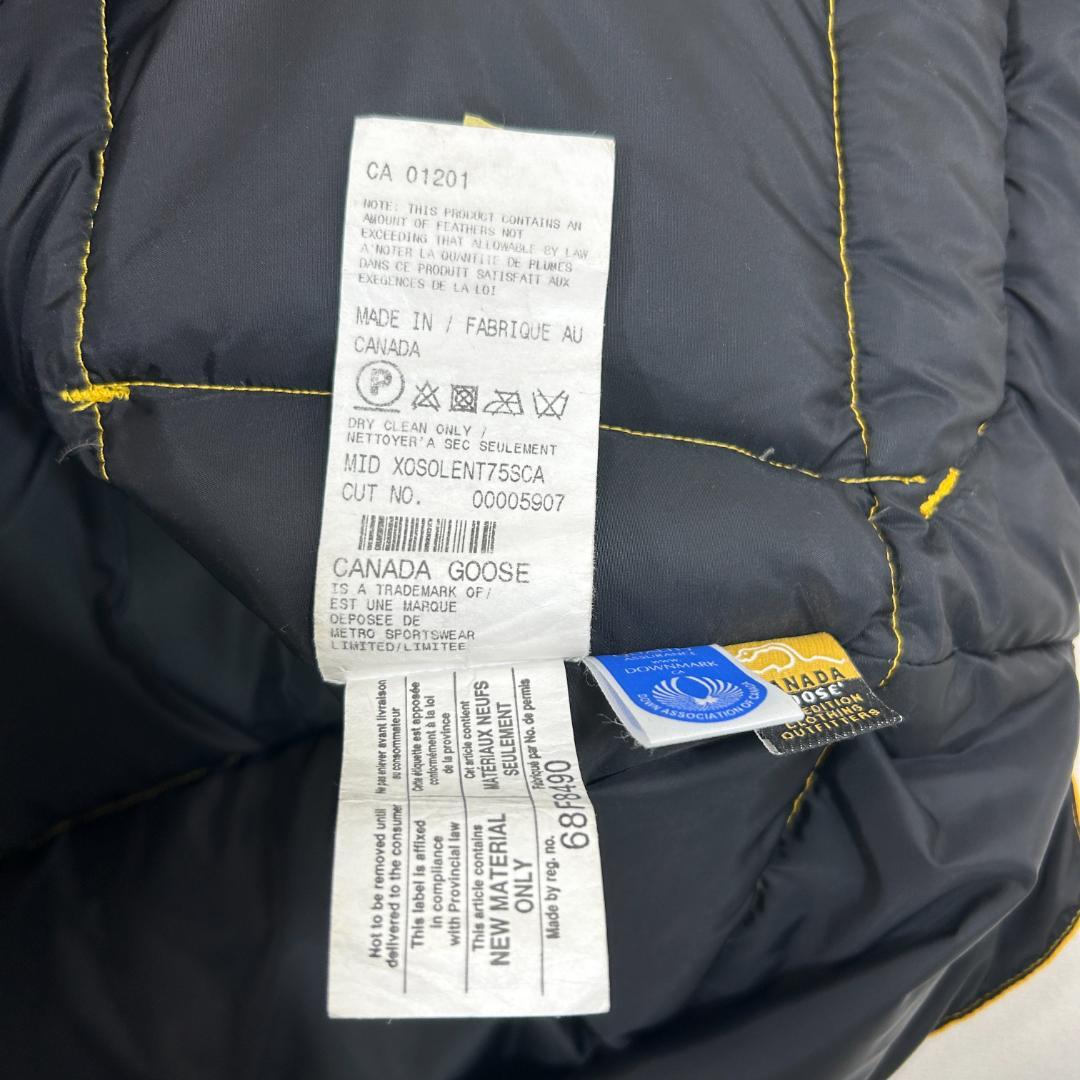 CA 01201
NOTE: THIS PRODUCT CONTAINS AN
AMOUNT OF FEATHERS NOT
EXCEEDING THAT ALLOWABLE BY LAW
A'NOTER LA QUANTITE DE PLUMES
DANS CE PRODUIT SATISFAIT AUX
EXEGENCES DE LA LOI
MADE IN / FABRIQUE AU
CANADA
P
DRY CLEAN ONLY /
NETTOYER'A SEC SEULEMENT
MID XOSOLENT75SCA
CUT NO. 00005907
CANADA GOOSE
IS A TRADEMARK OF/
EST UNE MARQUE
DEPOSEE DE
METRO SPORTSWEAR
LIMITED/LIMITEE
Not to be removed until
delivered to the consumer
Ne pas enlever avant livraison
au consommateur
This label is affixed
in compliance
with Provincial law
Cette étiquette est apposée
conformément à la loi
de la province
This article contains
NEW MATERIAL
ONLY
Cet article contient
MATÉRIAUX NEUFS
SEULEMENT
Made by reg. no.
Fabriqué par No. de permis
68F8490
ASSURANCE
WWW
DOWNMARK
CA
DOWN ASSOCIATION OF CANADA
CANADA
GOOSE
CLOTHING
OUTFITTERS